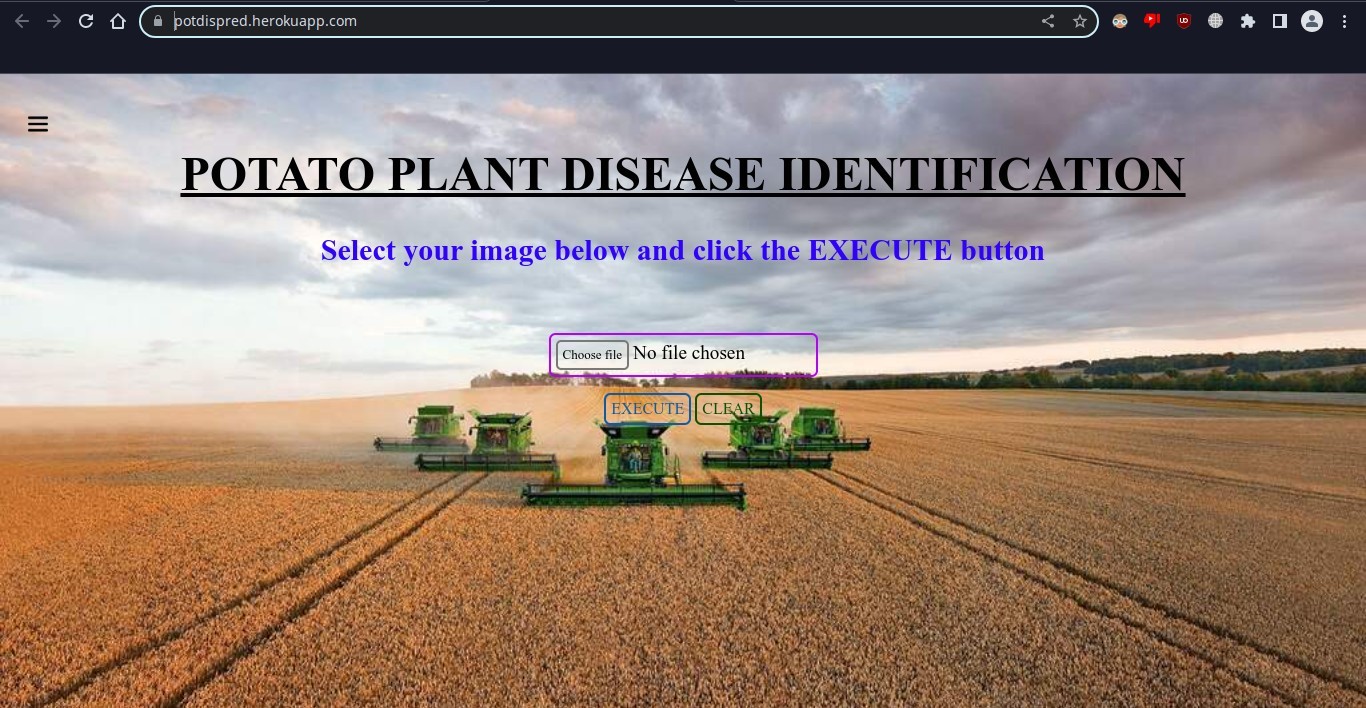 potdispred.herokuapp.com
POTATO PLANT DISEASE IDENTIFICATION
Select your image below and click the EXECUTE button
Choose file No file chosen
EXECUTE CLEAR